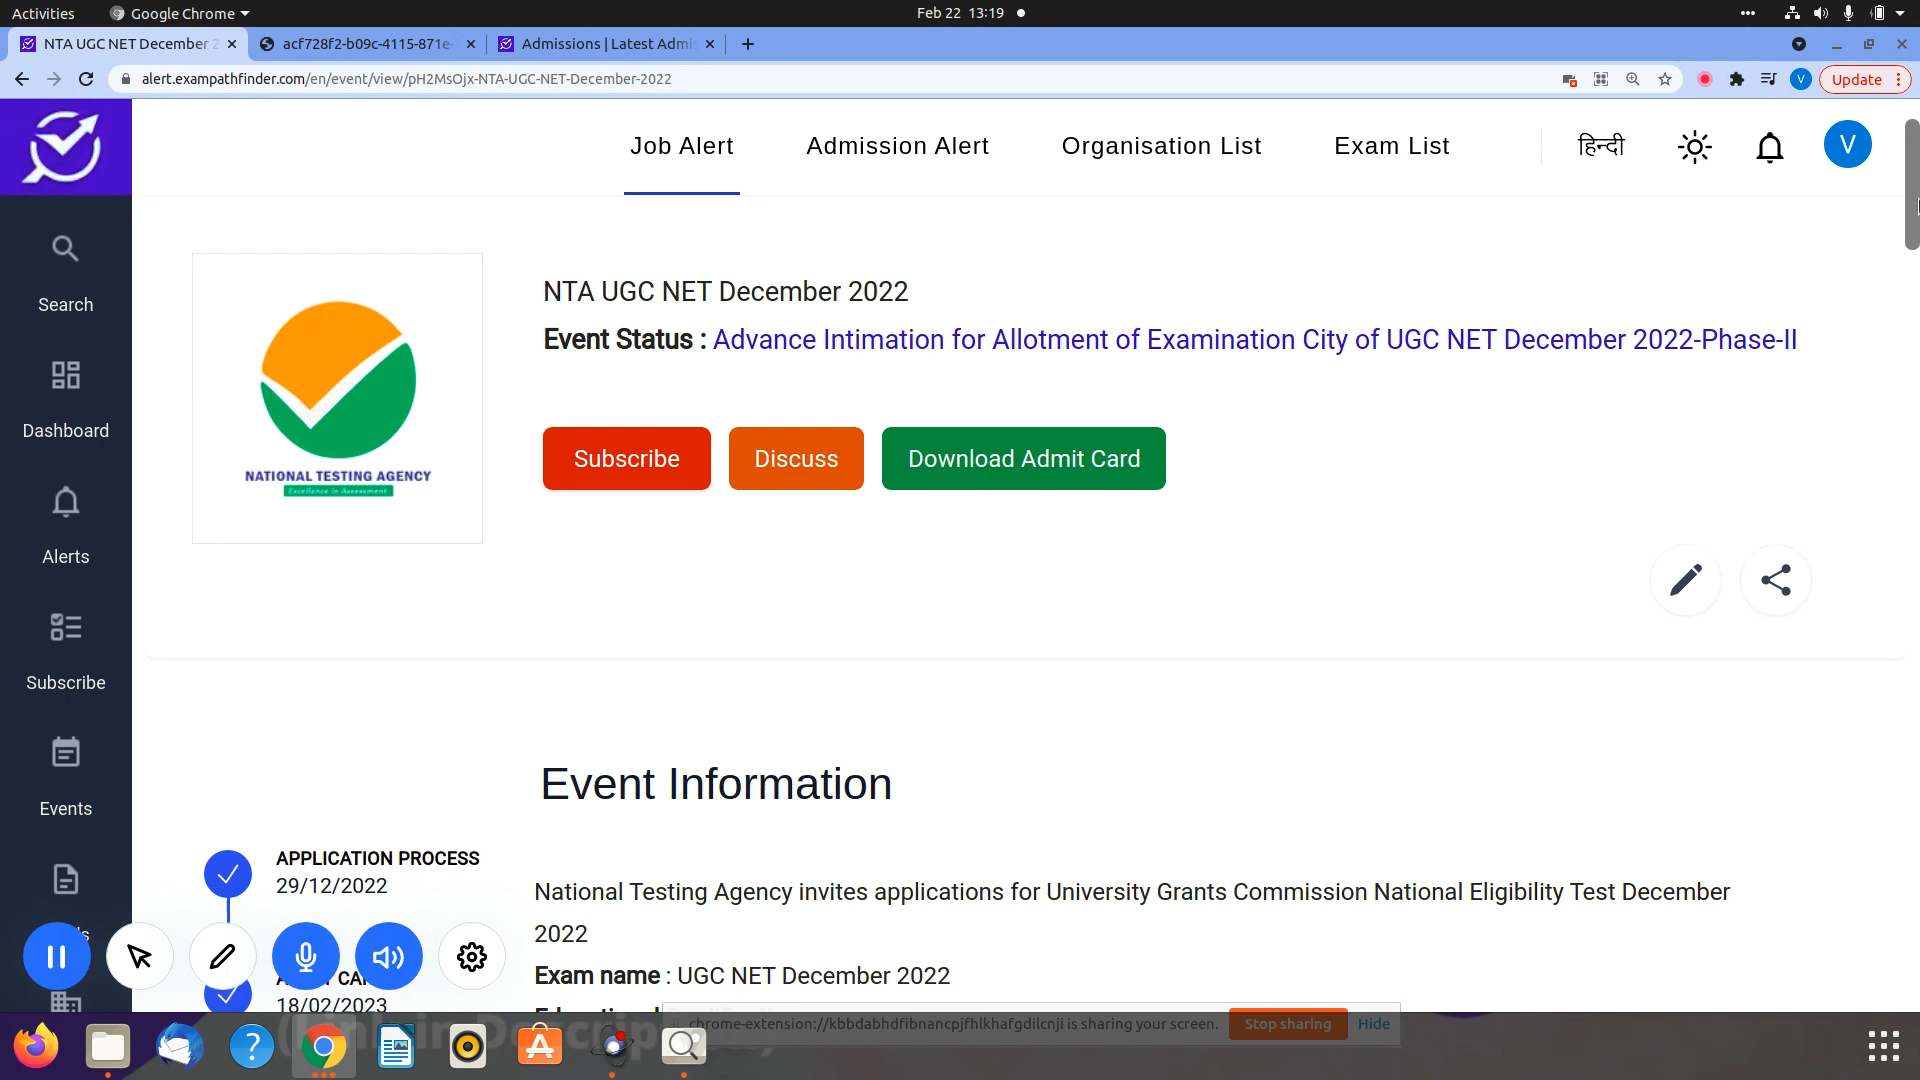 Activities
Google Chrome
Feb 22 13:19
NTA UGC NET December 2
acf728f2-b09c-4115-871e-
Admissions | Latest Admi
alert.exampathfinder.com/en/event/view/pH2MsOjx-NTA-UGC-NET-December-2022
V
Update
Job Alert
Admission Alert
Organisation List
Exam List
हिन्दी
V
Search
Dashboard
Alerts
Subscribe
Events
NATIONAL TESTING AGENCY
Excellence in Assessment
NTA UGC NET December 2022
Event Status : Advance Intimation for Allotment of Examination City of UGC NET December 2022-Phase-II
Subscribe
Discuss
Download Admit Card
Event Information
APPLICATION PROCESS
29/12/2022
18/02/2023
National Testing Agency invites applications for University Grants Commission National Eligibility Test December
2022
Exam name : UGC NET December 2022
chrome-extension://kbbdabhdfibnancpjfhlkhafgdilcnji is sharing your screen.
Stop sharing
Hide